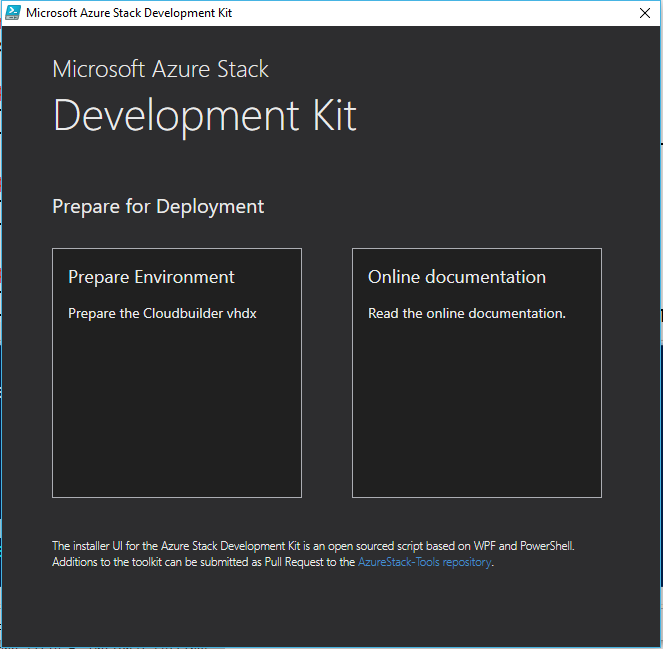 Microsoft Azure Stack Development Kit
Microsoft Azure Stack
Development Kit
Prepare for Deployment
Prepare Environment
Prepare the Cloudbuilder vhdx
Online documentation
Read the online documentation.
The installer UI for the Azure Stack Development Kit is an open sourced script based on WPF and PowerShell.
Additions to the toolkit can be submitted as Pull Request to the AzureStack-Tools repository.